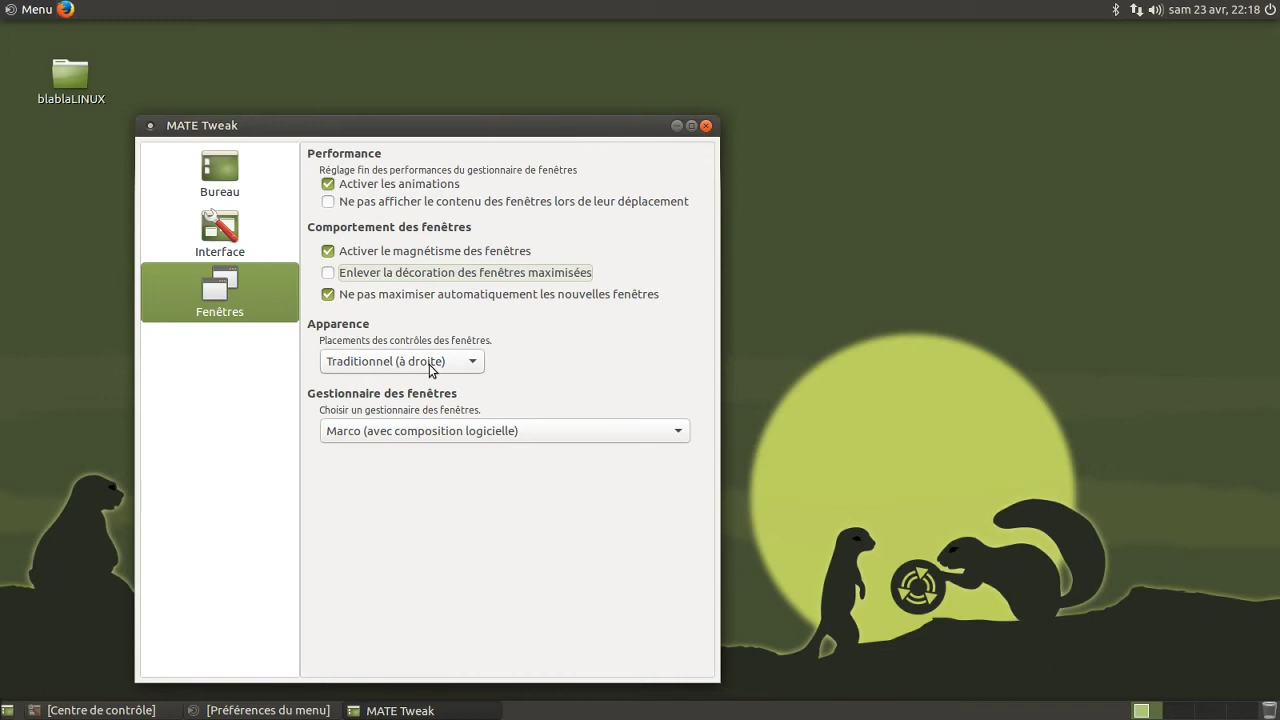 Menu
sam 23 avr, 22:18
blablaLINUX
MATE Tweak
Bureau
Interface
Fenêtres
Performance
Réglage fin des performances du gestionnaire de fenêtres
Activer les animations
Ne pas afficher le contenu des fenêtres lors de leur déplacement
Comportement des fenêtres
Activer le magnétisme des fenêtres
Enlever la décoration des fenêtres maximisées
Ne pas maximiser automatiquement les nouvelles fenêtres
Apparence
Placements des contrôles des fenêtres.
Traditionnel (à droite)
Gestionnaire des fenêtres
Choisir un gestionnaire des fenêtres.
Marco (avec composition logicielle)
[Centre de contrôle]
[Préférences du menu]
MATE Tweak